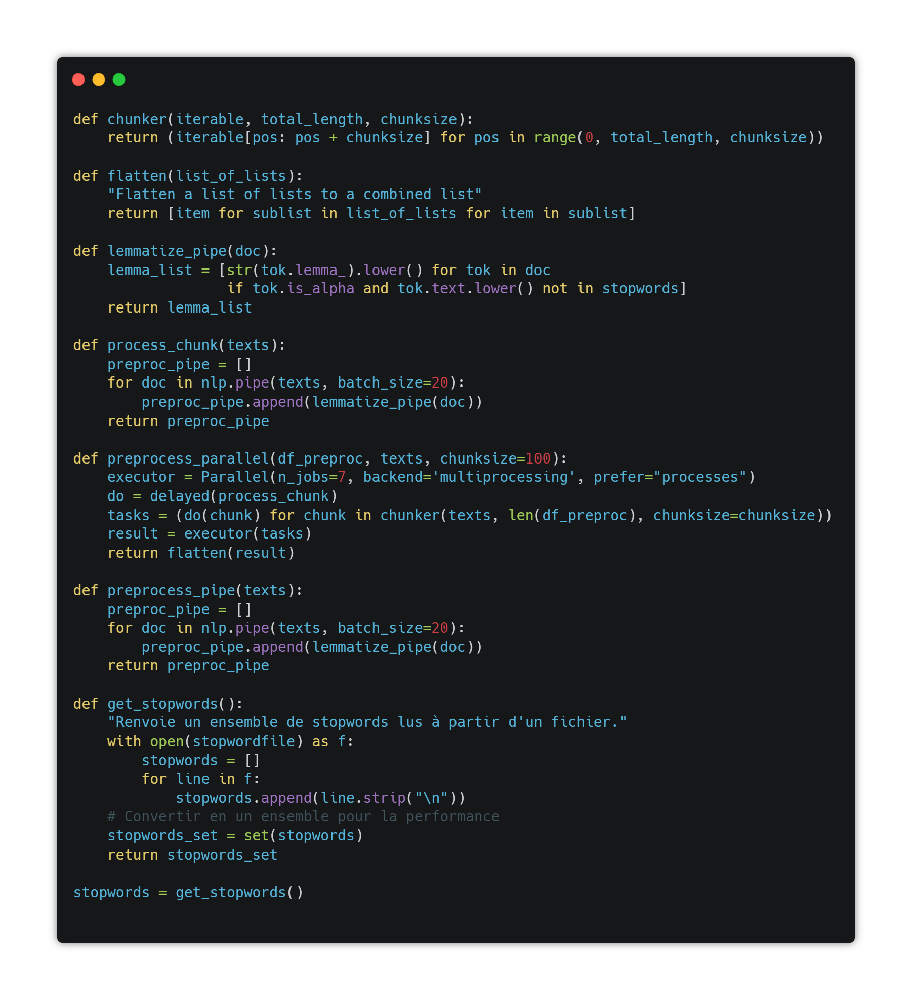 def chunker(iterable, total_length, chunksize):
    return (iterable[pos: pos + chunksize] for pos in range(0, total_length, chunksize))

def flatten(list_of_lists):
    "Flatten a list of lists to a combined list"
    return [item for sublist in list_of_lists for item in sublist]

def lemmatize_pipe(doc):
    lemma_list = [str(tok.lemma_).lower() for tok in doc
                  if tok.is_alpha and tok.text.lower() not in stopwords]
    return lemma_list

def process_chunk(texts):
    preproc_pipe = []
    for doc in nlp.pipe(texts, batch_size=20):
        preproc_pipe.append(lemmatize_pipe(doc))
    return preproc_pipe

def preprocess_parallel(df_preproc, texts, chunksize=100):
    executor = Parallel(n_jobs=7, backend='multiprocessing', prefer="processes")
    do = delayed(process_chunk)
    tasks = (do(chunk) for chunk in chunker(texts, len(df_preproc), chunksize=chunksize))
    result = executor(tasks)
    return flatten(result)

def preprocess_pipe(texts):
    preproc_pipe = []
    for doc in nlp.pipe(texts, batch_size=20):
        preproc_pipe.append(lemmatize_pipe(doc))
    return preproc_pipe

def get_stopwords():
    "Renvoie un ensemble de stopwords lus à partir d'un fichier."
    with open(stopwordfile) as f:
        stopwords = []
        for line in f:
            stopwords.append(line.strip("\n"))
    # Convertir en un ensemble pour la performance
    stopwords_set = set(stopwords)
    return stopwords_set

stopwords = get_stopwords()